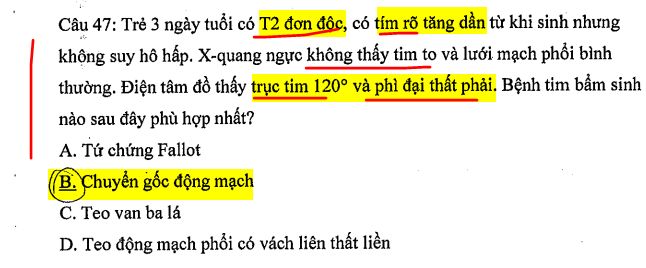 Câu 47: Trẻ 3 ngày tuổi có T2 đơn độc, có tím rõ tăng dần từ khi sinh nhưng
không suy hô hấp. X-quang ngực không thấy tim to và lưới mạch phổi bình
thường. Điện tâm đồ thấy trục tim 120° và phì đại thất phải. Bệnh tim bẩm sinh
nào sau đây phù hợp nhất?
A. Tứ chứng Fallot
B. Chuyển gốc động mạch
C. Teo van ba lá
D. Teo động mạch phổi có vách liên thất liền